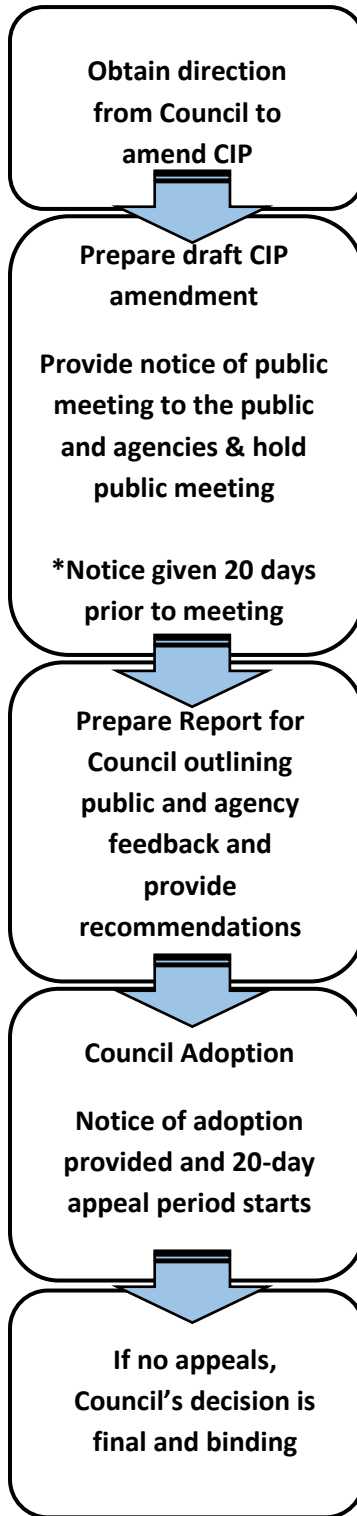 Obtain direction
from Council to
amend CIP
Prepare draft CIP
amendment
Provide notice of public
meeting to the public
and agencies & hold
public meeting
*Notice given 20 days
prior to meeting
Prepare Report for
Council outlining
public and agency
feedback and
provide
recommendations
Council Adoption
Notice of adoption
provided and 20-day
appeal period starts
If no appeals,
Council’s decision is
final and binding